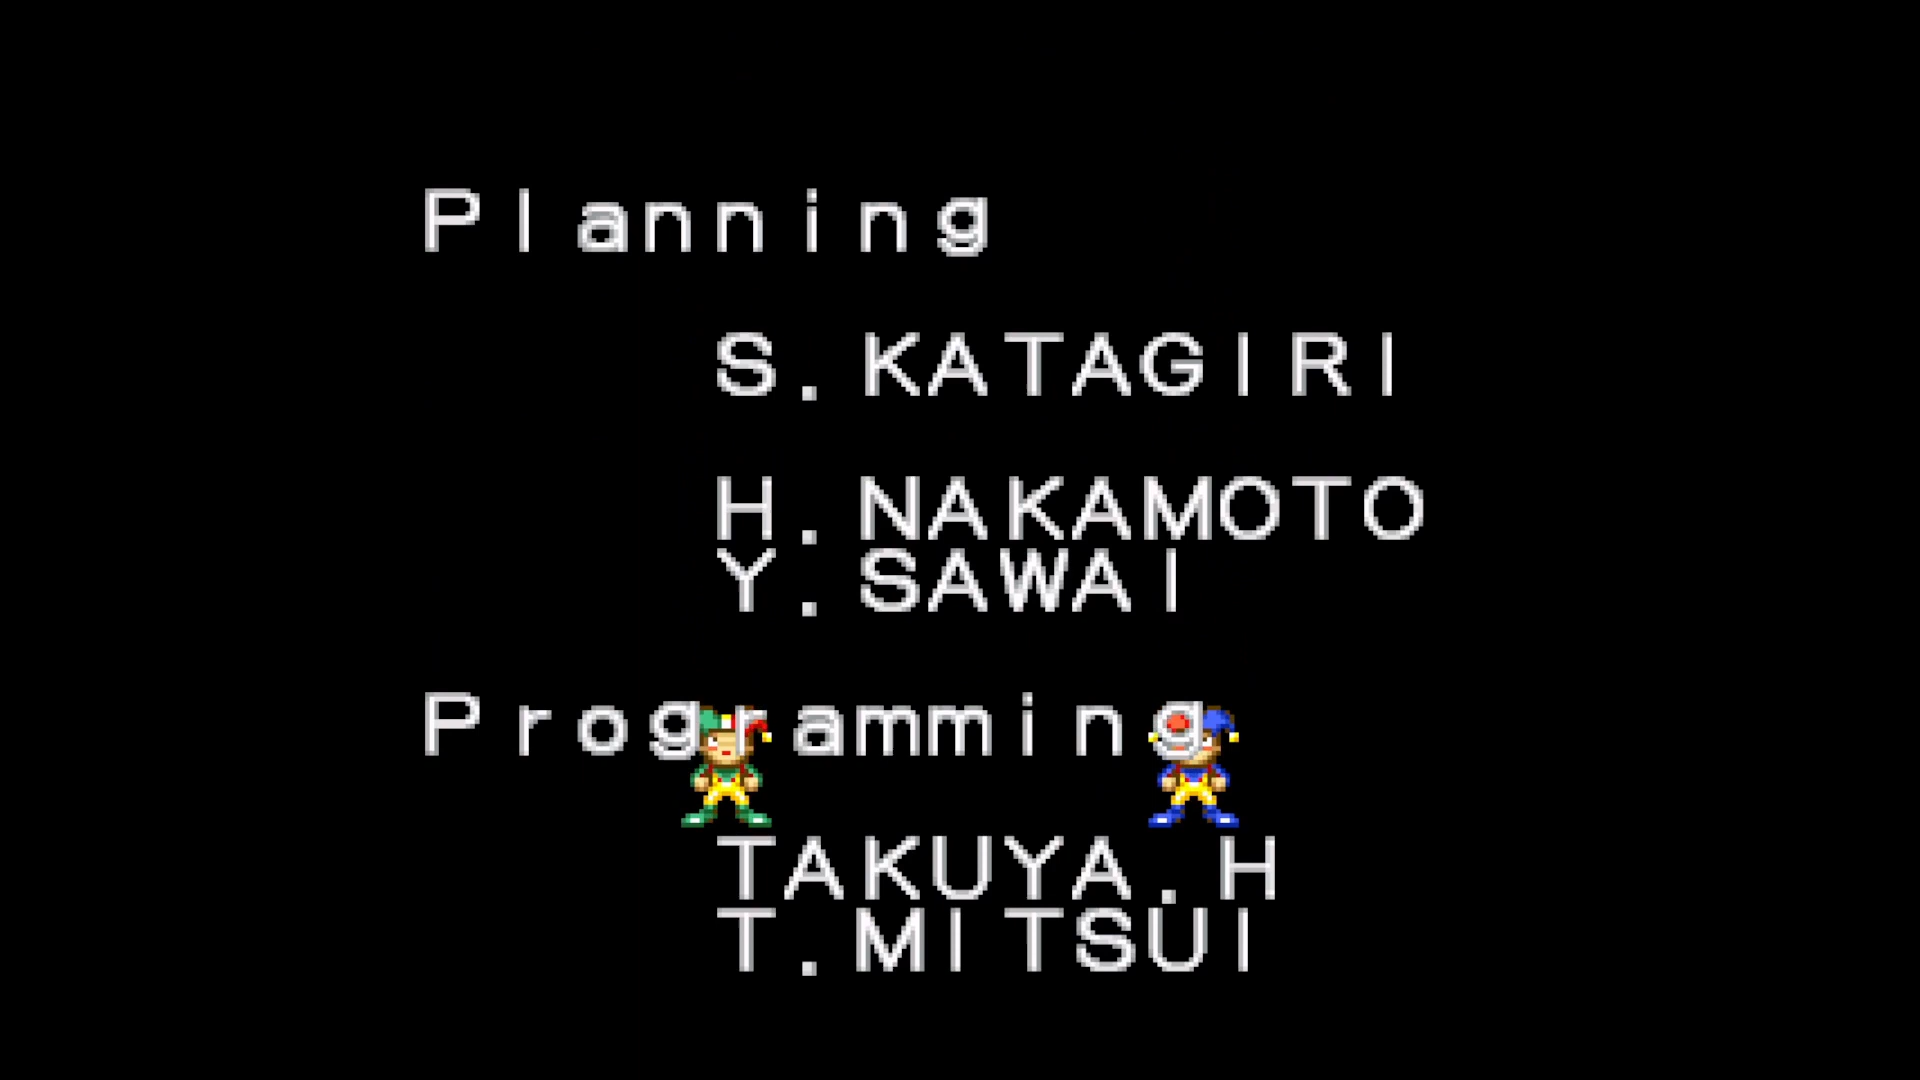 Planning
S.KATAGIRI
H.NAKAMOTO
Y.SAWAI
Programming
TAKUYA.H
T.MITSUI